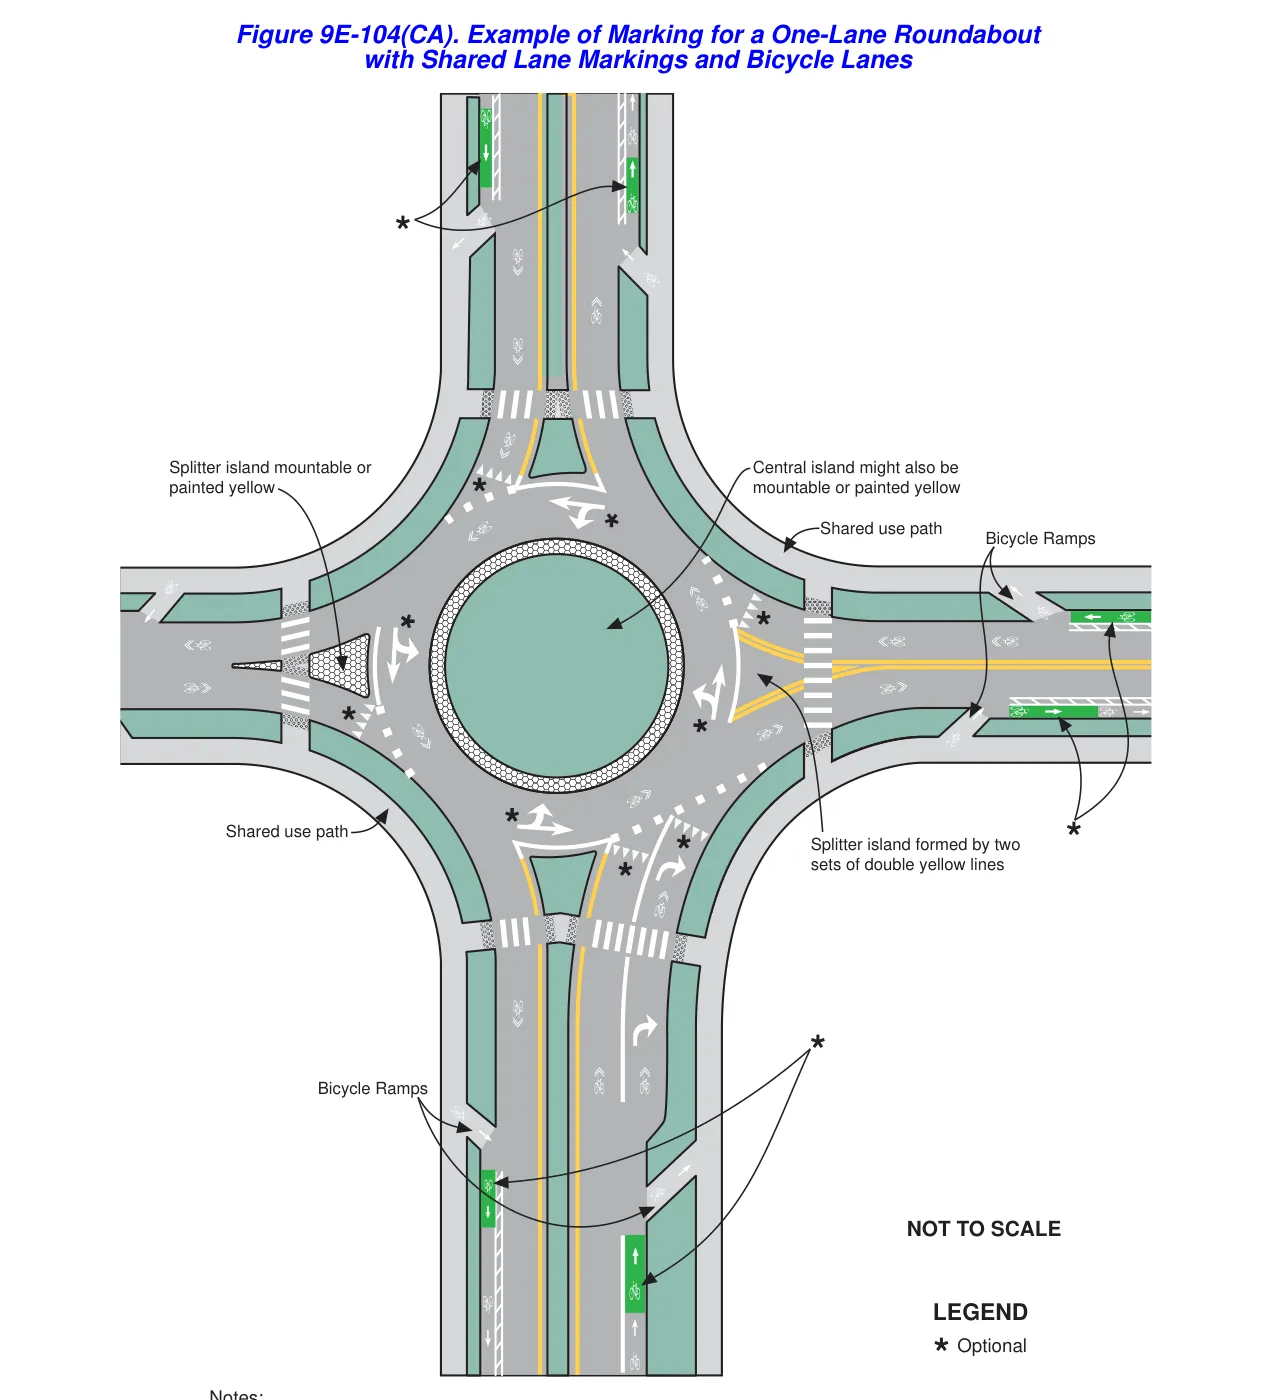 Figure 9E-104(CA). Example of Marking for a One-Lane Roundabout
with Shared Lane Markings and Bicycle Lanes
*
Splitter island mountable or
painted yellow
Central island might also be
mountable or painted yellow
*
*
Shared use path
Bicycle Ramps
*
*
*
*
*
Shared use path
*
*
*
Splitter island formed by two
sets of double yellow lines
*
Bicycle Ramps
*
NOT TO SCALE
LEGEND
* Optional
Notes: